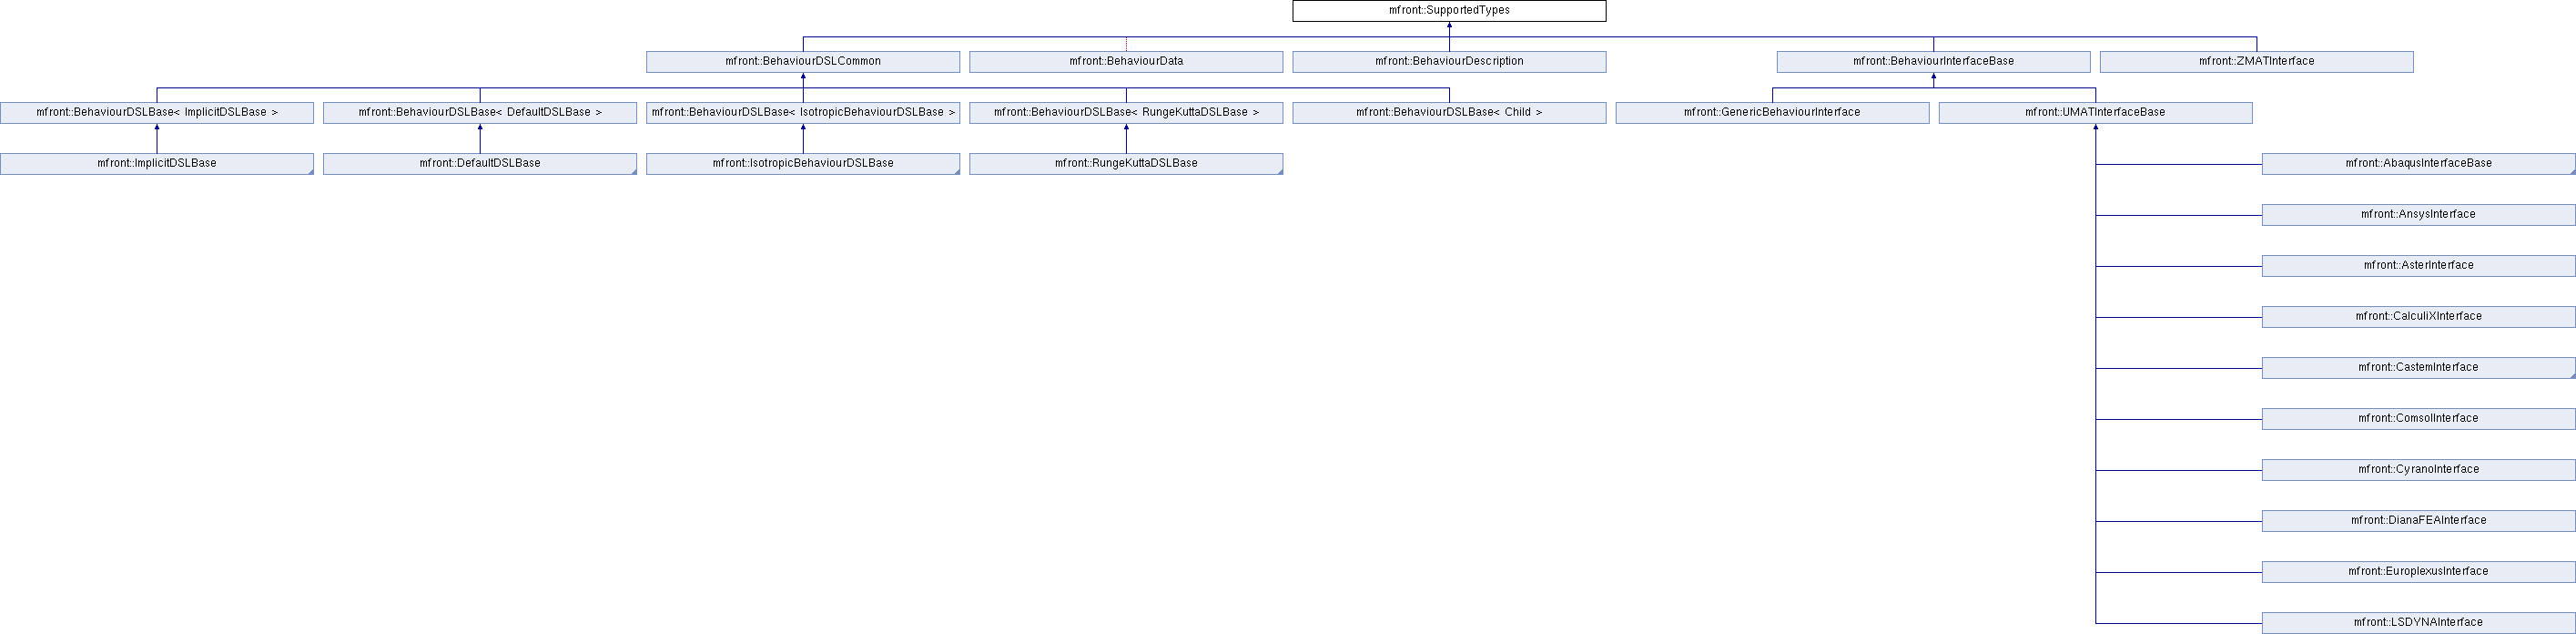 mfront::SupportedTypes
mfront::BehaviourDSLCommon
mfront::BehaviourData
mfront::BehaviourDescription
mfront::BehaviourInterfaceBase
mfront::ZMATInterface
mfront::BehaviourDSLBase< ImplicitDSLBase >
mfront::BehaviourDSLBase< DefaultDSLBase >
mfront::BehaviourDSLBase< IsotropicBehaviourDSLBase >
mfront::BehaviourDSLBase< RungeKuttaDSLBase >
mfront::BehaviourDSLBase< Child >
mfront::GenericBehaviourInterface
mfront::UMATInterfaceBase
mfront::ImplicitDSLBase
mfront::DefaultDSLBase
mfront::IsotropicBehaviourDSLBase
mfront::RungeKuttaDSLBase
mfront::AbaqusInterfaceBase
mfront::AnsysInterface
mfront::AsterInterface
mfront::CalculiXInterface
mfront::CastemInterface
mfront::ComsolInterface
mfront::CyranoInterface
mfront::DianaFEAInterface
mfront::EuroplexusInterface
mfront::LSDYNAInterface